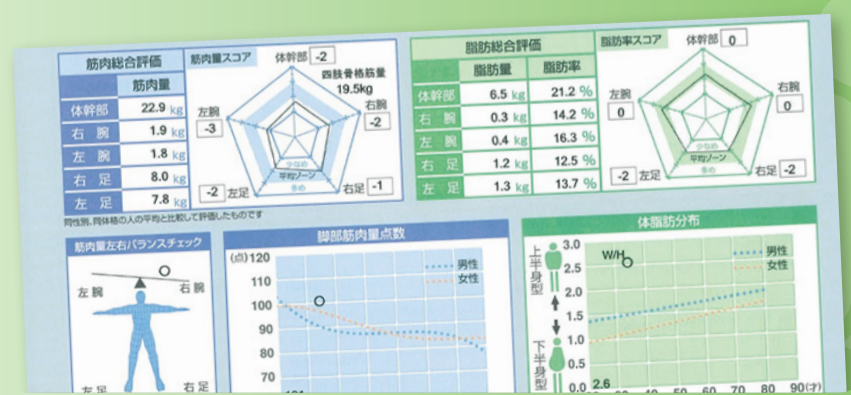 筋肉総合評価
筋肉量
体幹部 22.9 kg
右 腕 1.9 kg
左 腕 1.8 kg
右 足 8.0 kg
左 足 7.8 kg
同性別、同体格の人の平均と比較して評価したものです
筋肉量スコア
体幹部 -2
四肢骨格筋量
19.5kg
左腕
-3
右腕
-2
少なめ
平均ゾーン
多め
-2 左足
右足 -1
脂肪総合評価
脂肪量 脂肪率
体幹部 6.5 kg 21.2 %
右 腕 0.3 kg 14.2 %
左 腕 0.4 kg 16.3 %
右 足 1.2 kg 12.5 %
左 足 1.3 kg 13.7 %
脂肪率スコア
体幹部 0
左腕
0
右腕
0
少なめ
平均ゾーン
多め
-2 左足
右足 -2
筋肉量左右バランスチェック
左 腕
右 腕
左 足
右 足
脚部筋肉量点数
(点)120
110
100
90
80
70
男性
女性
体脂肪分布
上半身型
下半身型
3.0
2.5
2.0
1.5
1.0
0.5
0.0
W/H
男性
女性
2.6
40 50 60 70 80 90(才)